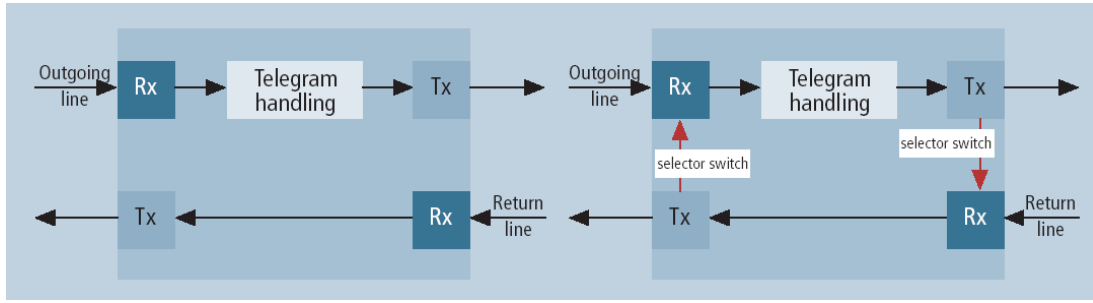 Outgoing
line
Rx
Telegram
handling
Tx
Tx
Rx
Return
line
Outgoing
line
Rx
Telegram
handling
Tx
selector switch
selector switch
Tx
Rx
Return
line